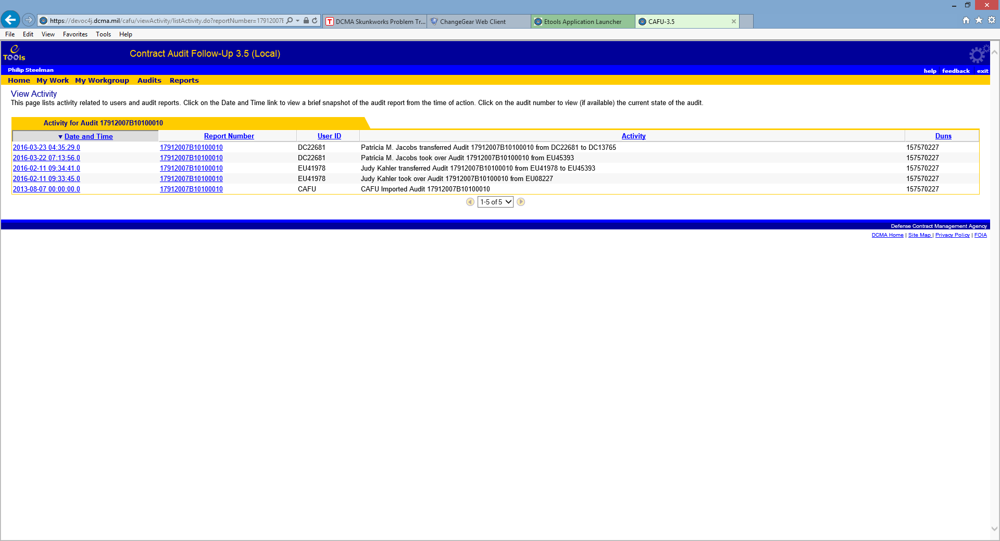 https://devoc4j.dcma.mil/cafu/viewActivity/listActivity.do?reportNumber=17912007
DCMA Skunkworks Problem Tr...
ChangeGear Web Client
Etools Application Launcher
CAFU-3.5
File Edit View Favorites Tools Help
e TOOls
Contract Audit Follow-Up 3.5 (Local)
Philip Steelman
help feedback exit
Home My Work My Workgroup Audits Reports
View Activity
This page lists activity related to users and audit reports. Click on the Date and Time link to view a brief snapshot of the audit report from the time of action. Click on the audit number to view (if available) the current state of the audit.
Activity for Audit 17912007B10100010
Date and Time Report Number User ID Activity Duns
2016-03-23 04:35:29.0 17912007B10100010 DC22681 Patricia M. Jacobs transferred Audit 17912007B10100010 from DC22681 to DC13765 157570227
2016-03-22 07:13:56.0 17912007B10100010 DC22681 Patricia M. Jacobs took over Audit 17912007B10100010 from EU45393 157570227
2016-02-11 09:34:41.0 17912007B10100010 EU41978 Judy Kahler transferred Audit 17912007B10100010 from EU41978 to EU45393 157570227
2016-02-11 09:33:45.0 17912007B10100010 EU41978 Judy Kahler took over Audit 17912007B10100010 from EU08227 157570227
2013-08-07 00:00:00.0 17912007B10100010 CAFU CAFU Imported Audit 17912007B10100010 157570227
1-5 of 5
Defense Contract Management Agency
DCMA Home | Site Map | Privacy Policy | FOIA